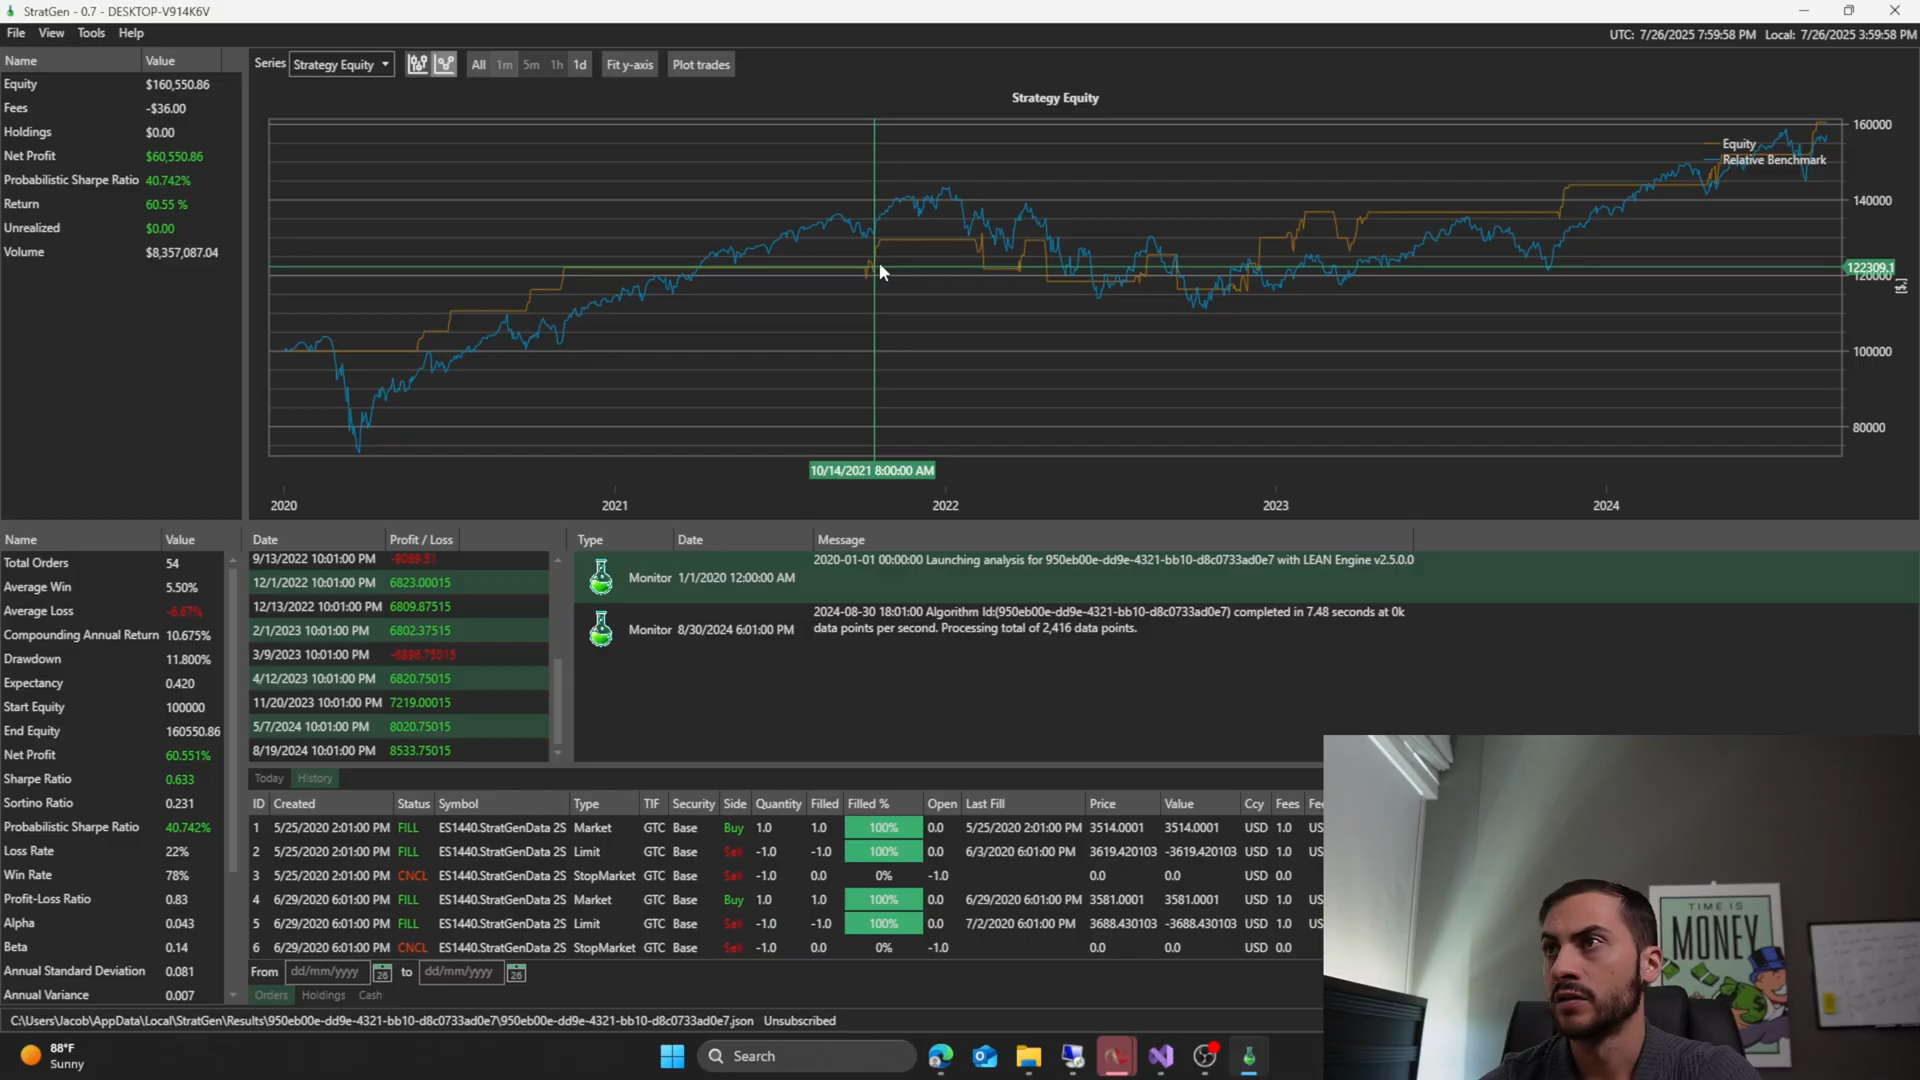 StratGen - 0.7 - DESKTOP-V914K6V
File View Tools Help
UTC: 7/26/2025 7:59:58 PM Local: 7/26/2025 3:59:58 PM
Name Value
Equity $160,550.86
Fees -$36.00
Holdings $0.00
Net Profit $60,550.86
Probabilistic Sharpe Ratio 40.742%
Return 60.55 %
Unrealized $0.00
Volume $8,357,087.04
Series Strategy Equity All 1m 5m 1h 1d Fit y-axis Plot trades
Strategy Equity
Equity
Relative Benchmark
160000
140000
122309.1
120000
100000
80000
[$]
10/14/2021 8:00:00 AM
2020 2021 2022 2023 2024
Name Value
Total Orders 54
Average Win 5.50%
Average Loss -6.67%
Compounding Annual Return 10.675%
Drawdown 11.800%
Expectancy 0.420
Start Equity 100000
End Equity 160550.86
Net Profit 60.551%
Sharpe Ratio 0.633
Sortino Ratio 0.231
Probabilistic Sharpe Ratio 40.742%
Loss Rate 22%
Win Rate 78%
Profit-Loss Ratio 0.83
Alpha 0.043
Beta 0.14
Annual Standard Deviation 0.081
Annual Variance 0.007
Date Profit / Loss
9/13/2022 10:01:00 PM -8089.51
12/1/2022 10:01:00 PM 6823.00015
12/13/2022 10:01:00 PM 6809.87515
2/1/2023 10:01:00 PM 6802.37515
3/9/2023 10:01:00 PM -6896.75015
4/12/2023 10:01:00 PM 6820.75015
11/20/2023 10:01:00 PM 7219.00015
5/7/2024 10:01:00 PM 8020.75015
8/19/2024 10:01:00 PM 8533.75015
Type Date Message
Monitor 1/1/2020 12:00:00 AM 2020-01-01 00:00:00 Launching analysis for 950eb00e-dd9e-4321-bb10-d8c0733ad0e7 with LEAN Engine v2.5.0.0
Monitor 8/30/2024 6:01:00 PM 2024-08-30 18:01:00 Algorithm Id:(950eb00e-dd9e-4321-bb10-d8c0733ad0e7) completed in 7.48 seconds at 0k
data points per second. Processing total of 2,416 data points.
Today History
ID Created Status Symbol Type TIF Security Side Quantity Filled Filled % Open Last Fill Price Value Ccy Fees Fee
1 5/25/2020 2:01:00 PM FILL ES1440.StratGenData 2S Market GTC Base Buy 1.0 1.0 100% 0.0 5/25/2020 2:01:00 PM 3514.0001 3514.0001 USD 1.0 US
2 5/25/2020 2:01:00 PM FILL ES1440.StratGenData 2S Limit GTC Base Sell -1.0 -1.0 100% 0.0 6/3/2020 6:01:00 PM 3619.420103 -3619.420103 USD 1.0 US
3 5/25/2020 2:01:00 PM CNCL ES1440.StratGenData 2S StopMarket GTC Base Sell -1.0 0.0 0% -1.0 0.0 0.0 USD 0.0
4 6/29/2020 6:01:00 PM FILL ES1440.StratGenData 2S Market GTC Base Buy 1.0 1.0 100% 0.0 6/29/2020 6:01:00 PM 3581.0001 3581.0001 USD 1.0 US
5 6/29/2020 6:01:00 PM FILL ES1440.StratGenData 2S Limit GTC Base Sell -1.0 -1.0 100% 0.0 7/2/2020 6:01:00 PM 3688.430103 -3688.430103 USD 1.0 US
6 6/29/2020 6:01:00 PM CNCL ES1440.StratGenData 2S StopMarket GTC Base Sell -1.0 0.0 0% -1.0 0.0 0.0 USD 0.0
From dd/mm/yyyy 26 to dd/mm/yyyy 26
Orders Holdings Cash
C:\Users\Jacob\AppData\Local\StratGen\Results\950eb00e-dd9e-4321-bb10-d8c0733ad0e7\950eb00e-dd9e-4321-bb10-d8c0733ad0e7.json Unsubscribed
TIME IS
MONEY
88°F
Sunny
Search